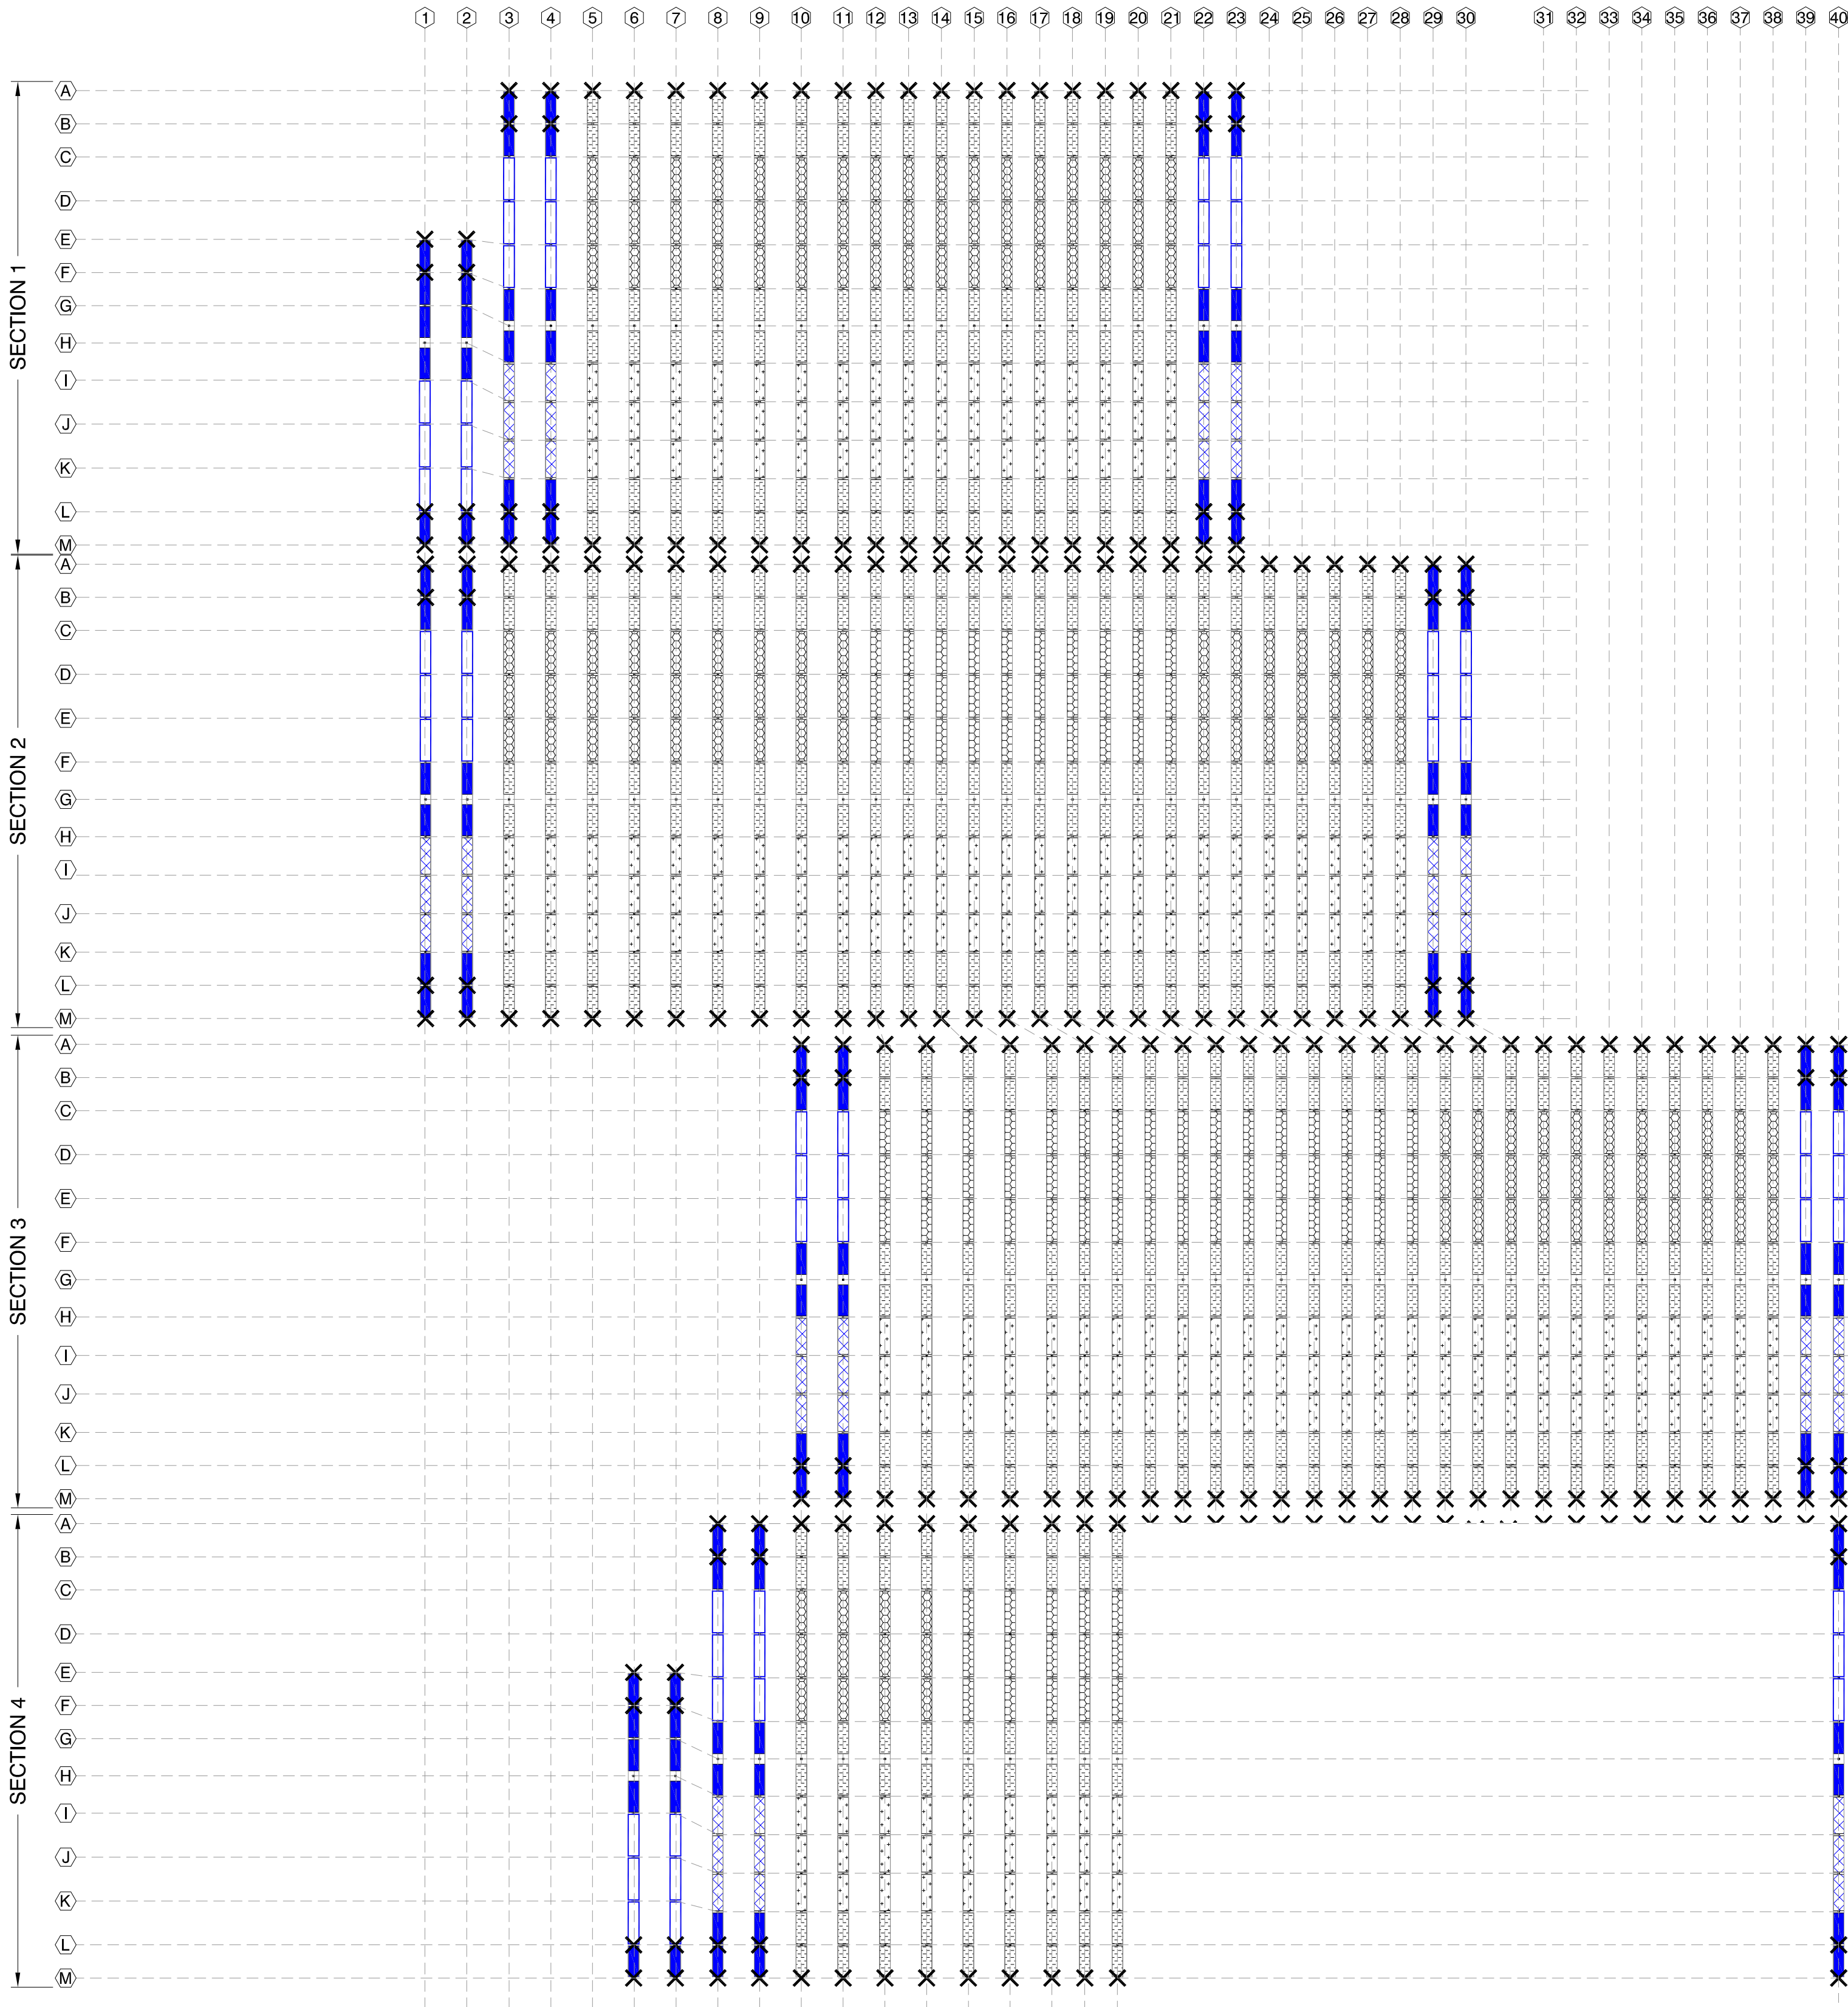 1 2 3 4 5 6 7 8 9 10 11 12 13 14 15 16 17 18 19 20 21 22 23 24 25 26 27 28 29 30 31 32 33 34 35 36 37 38 39 40
SECTION 1
A
B
C
D
E
F
G
H
I
J
K
L
M
SECTION 2
A
B
C
D
E
F
G
H
I
J
K
L
M
SECTION 3
A
B
C
D
E
F
G
H
I
J
K
L
M
SECTION 4
A
B
C
D
E
F
G
H
I
J
K
L
M